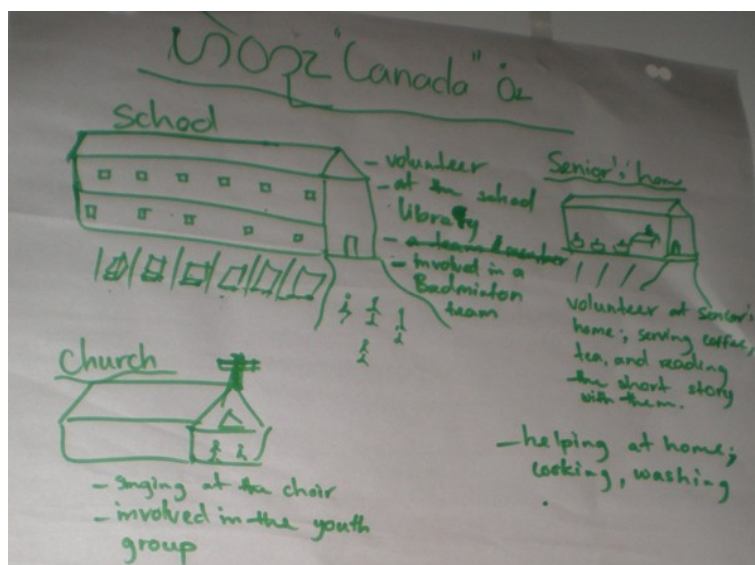 "Canada"
School
- volunteer
- at the school
library
- involved in a
Badminton
team
Senior's' home
volunteer at senior's
home; serving coffee,
tea, and reading
the short story
with them.
Church
- singing at the choir
- involved in the youth
group
- helping at home;
cooking, washing